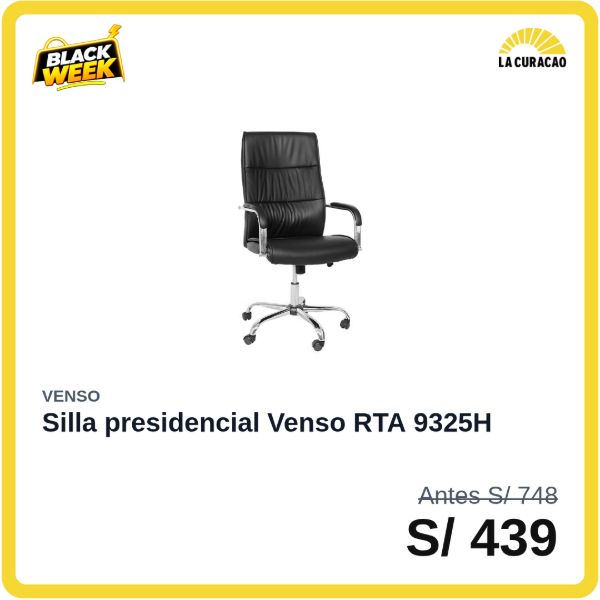 BLACK
WEEK
LA CURACAO
VENSO
Silla presidencial Venso RTA 9325H
Antes S/ 748
S/ 439